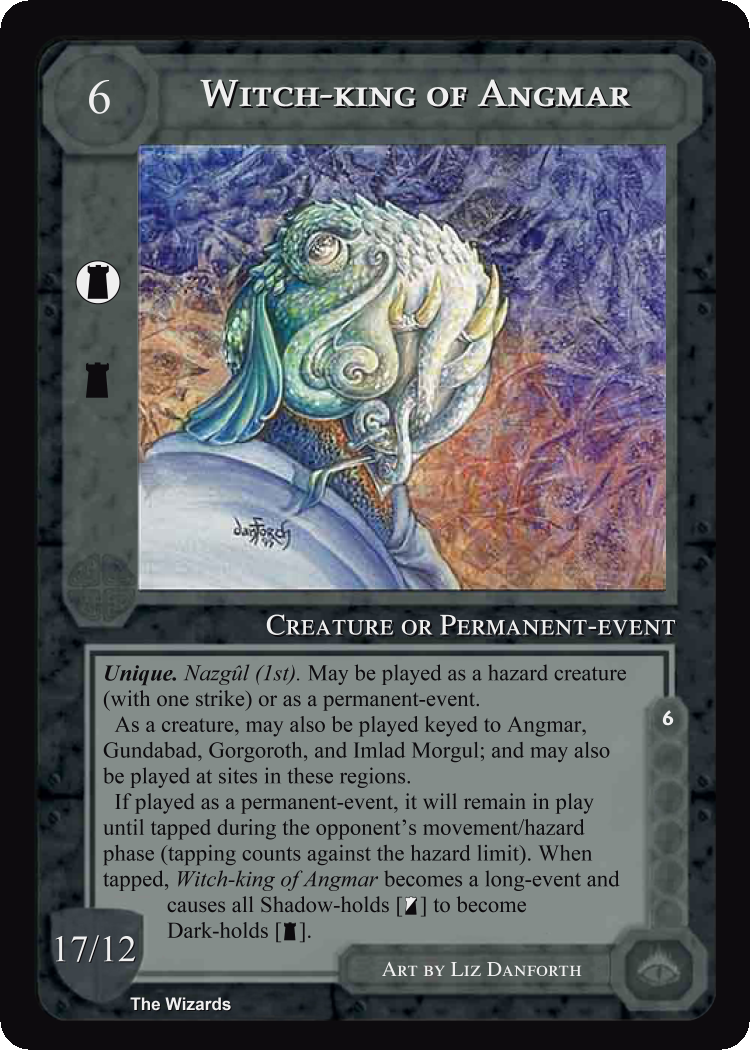 6
Witch-king of Angmar
danforth
97
Creature or Permanent-event
Unique. Nazgûl (1st). May be played as a hazard creature
(with one strike) or as a permanent-event.
As a creature, may also be played keyed to Angmar,
Gundabad, Gorgoroth, and Imlad Morgul; and may also
be played at sites in these regions.
If played as a permanent-event, it will remain in play
until tapped during the opponent's movement/hazard
phase (tapping counts against the hazard limit). When
tapped, Witch-king of Angmar becomes a long-event and
causes all Shadow-holds [ ] to become
Dark-holds [ ].
6
17/12
Art by Liz Danforth
The Wizards